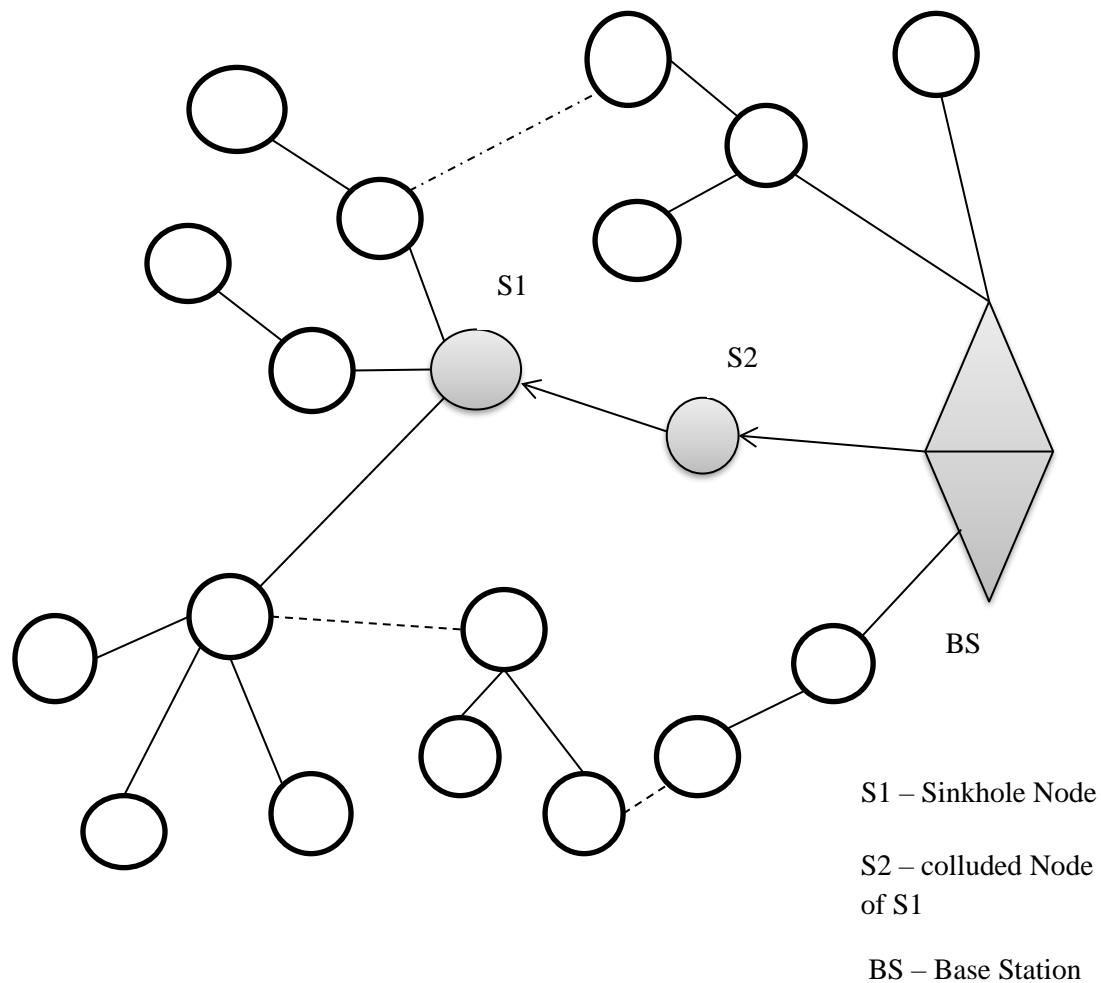 S1
S2
BS
S1 – Sinkhole Node
S2 – colluded Node
of S1
BS – Base Station